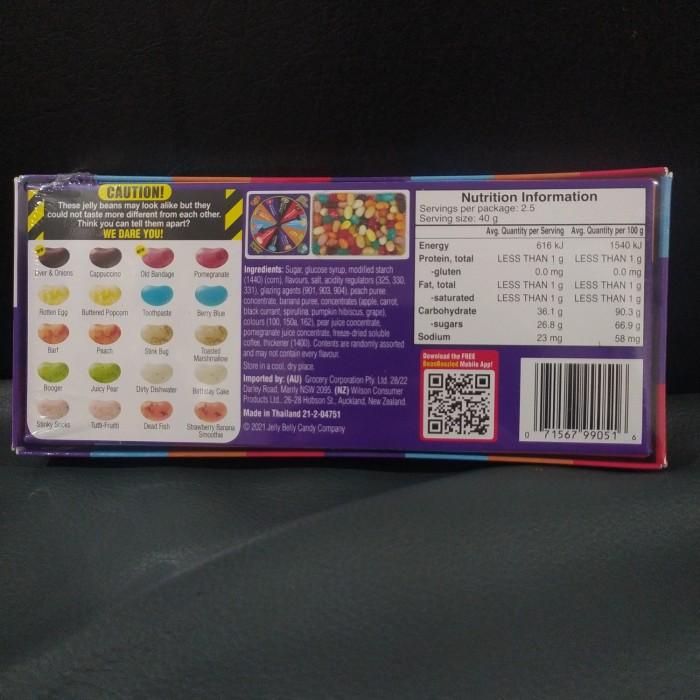 CAUTION!
These jelly beans may look alike but they
could not taste more different from each other.
Think you can tell them apart?
WE DARE YOU!
Liver & Onions
Cappuccino
Old Bandage
Pomegranate
Rotten Egg
Buttered Popcorn
Toothpaste
Berry Blue
Barf
Peach
Stink Bug
Toasted
Marshmallow
Booger
Juicy Pear
Dirty Dishwater
Birthday Cake
Stinky Socks
Tutti-Fruitti
Dead Fish
Strawberry Banana
Smoothie
Ingredients: Sugar, glucose syrup, modified starch
(1440) (corn), flavours, salt, acidity regulators (325, 330,
331), glazing agents (901, 903, 904), peach puree
concentrate, banana puree, concentrates (apple, carrot,
black currant, spirulina, pumpkin hibiscus, grape),
colours (100, 150a, 162), pear juice concentrate,
pomegranate juice concentrate, freeze-dried soluble
coffee, thickener (1400). Contents are randomly assorted
and may not contain every flavour.
Store in a cool, dry place.
Imported by: (AU) Grocery Corporation Pty. Ltd. 28/22
Darley Road, Manly NSW 2095. (NZ) Wilson Consumer
Products Ltd., 26-28 Hobson St., Auckland, New Zealand.
Made in Thailand 21-2-04751
© 2021 Jelly Belly Candy Company
Nutrition Information
Servings per package: 2.5
Serving size: 40 g
Avg. Quantity per Serving Avg. Quantity per 100 g
Energy 616 kJ 1540 kJ
Protein, total LESS THAN 1 g LESS THAN 1 g
-gluten 0.0 mg 0.0 mg
Fat, total LESS THAN 1 g LESS THAN 1 g
-saturated LESS THAN 1 g LESS THAN 1 g
Carbohydrate 36.1 g 90.3 g
-sugars 26.8 g 66.9 g
Sodium 23 mg 58 mg
Download the FREE
BeanBoozled Mobile App!
0 71567 99051 6